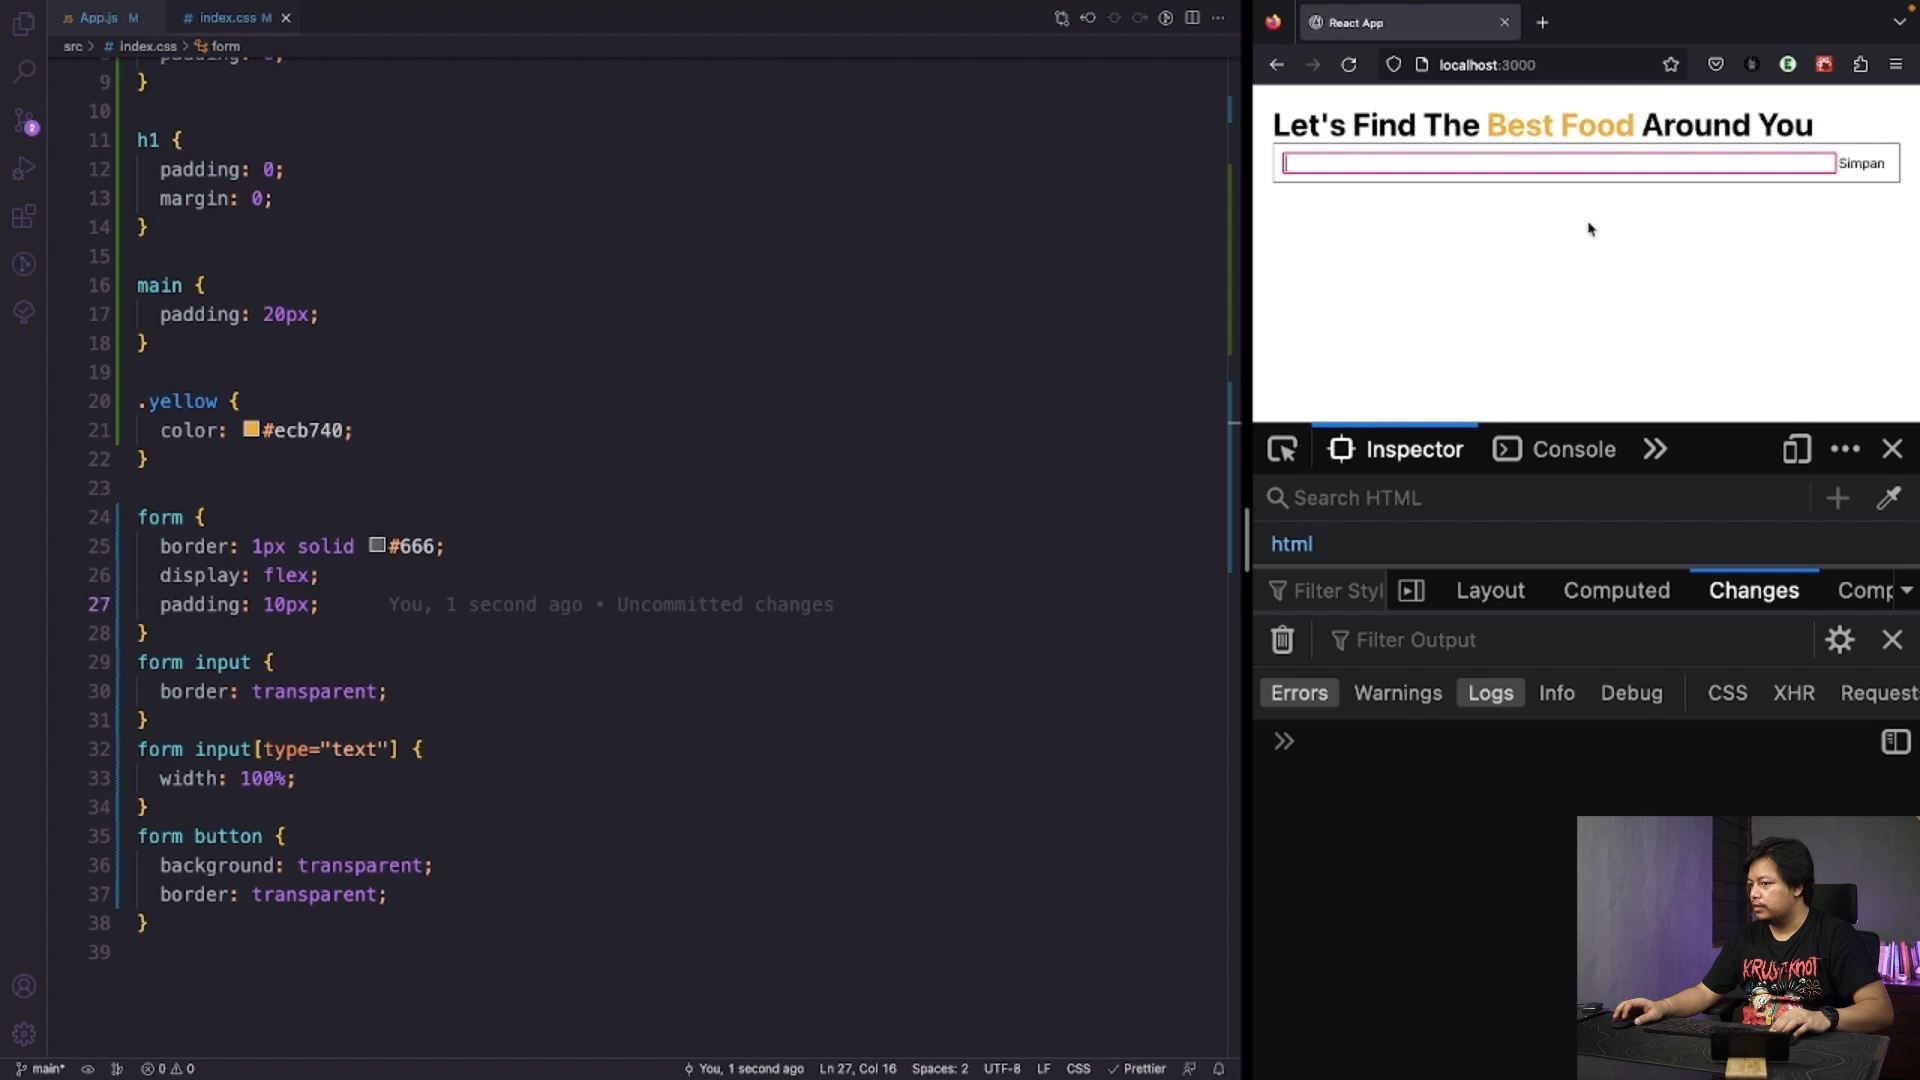 JS App.js M
# index.css M
src > # index.css > form
9 }
10
11 h1 {
12 padding: 0;
13 margin: 0;
14 }
15
16 main {
17 padding: 20px;
18 }
19
20 .yellow {
21 color: #ecb740;
22 }
23
24 form {
25 border: 1px solid #666;
26 display: flex;
27 padding: 10px; You, 1 second ago • Uncommitted changes
28 }
29 form input {
30 border: transparent;
31 }
32 form input[type="text"] {
33 width: 100%;
34 }
35 form button {
36 background: transparent;
37 border: transparent;
38 }
39
2
main* 0 0
You, 1 second ago Ln 27, Col 16 Spaces: 2 UTF-8 LF CSS Prettier
React App
localhost:3000
Let's Find The Best Food Around You
Simpan
Inspector Console
Search HTML
html
Filter Styl Layout Computed Changes Comp
Filter Output
Errors Warnings Logs Info Debug CSS XHR Request
KRUSTKNOT